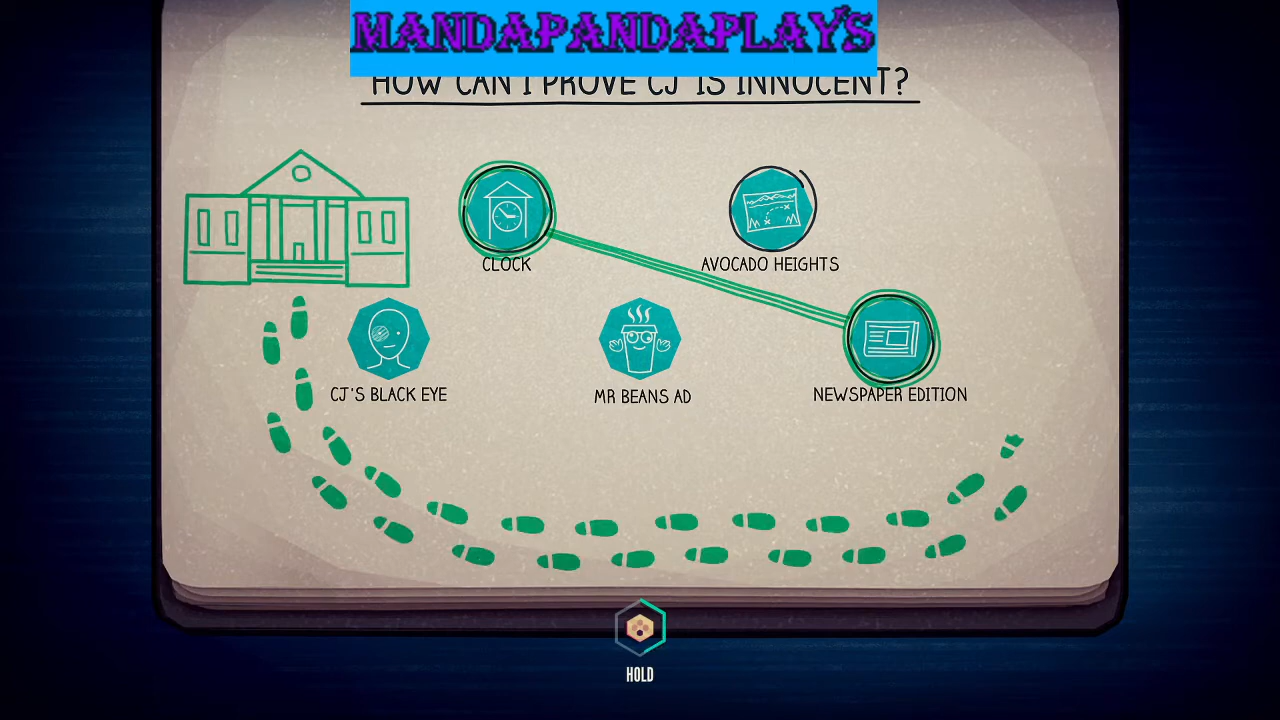 MANDAPANDAPLAYS
HOW CAN I PROVE CJ IS INNOCENT?
CLOCK
AVOCADO HEIGHTS
CJ'S BLACK EYE
MR BEANS AD
NEWSPAPER EDITION
HOLD